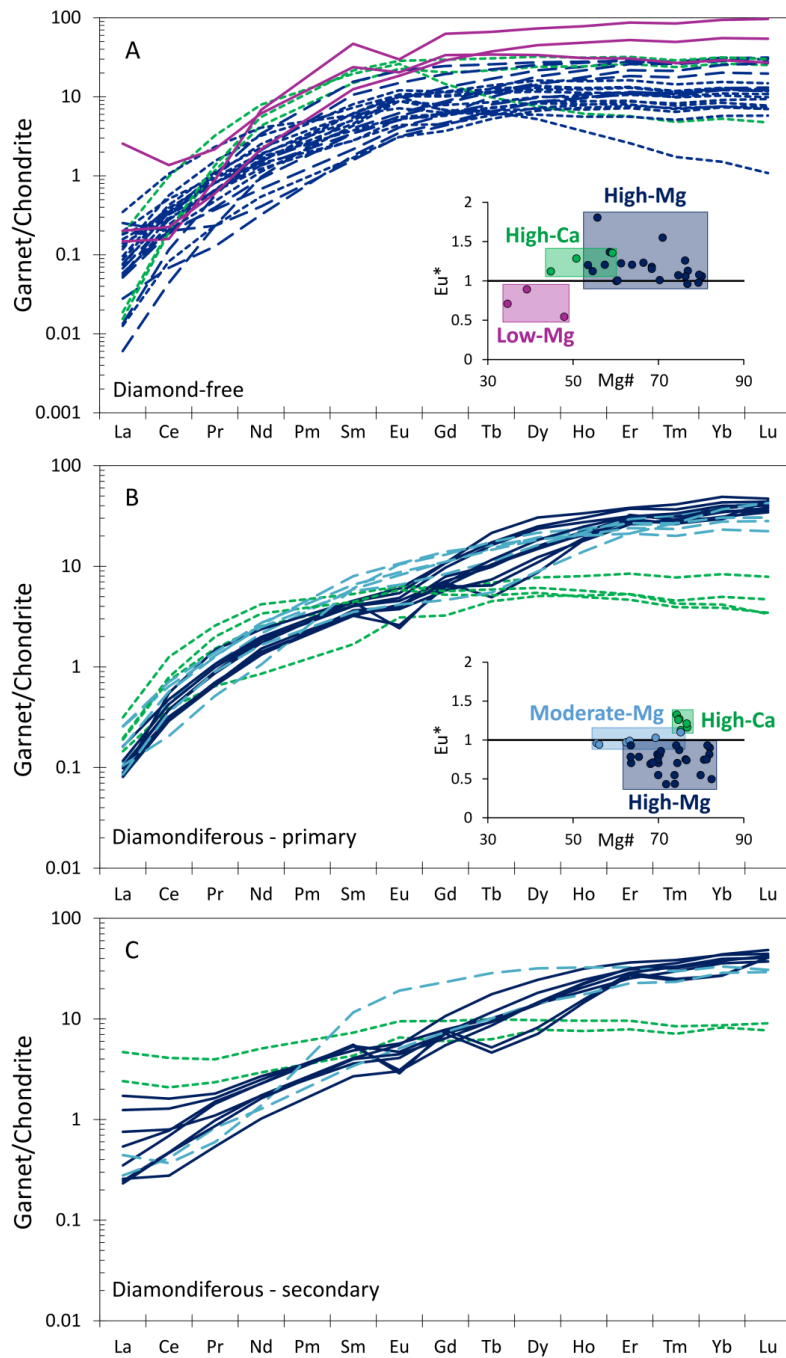 100
A
10
1
0.1
0.01
0.001
Garnet/Chondrite
Diamond-free
2
1.5
1
0.5
0
Eu*
High-Mg
High-Ca
Low-Mg
30 50 Mg# 70 90
La Ce Pr Nd Pm Sm Eu Gd Tb Dy Ho Er Tm Yb Lu
100
B
10
1
0.1
0.01
Garnet/Chondrite
Diamondiferous - primary
2
1.5
1
0.5
0
Eu*
Moderate-Mg
High-Ca
High-Mg
30 50 Mg# 70 90
La Ce Pr Nd Pm Sm Eu Gd Tb Dy Ho Er Tm Yb Lu
100
C
10
1
0.1
0.01
Garnet/Chondrite
Diamondiferous - secondary
La Ce Pr Nd Pm Sm Eu Gd Tb Dy Ho Er Tm Yb Lu